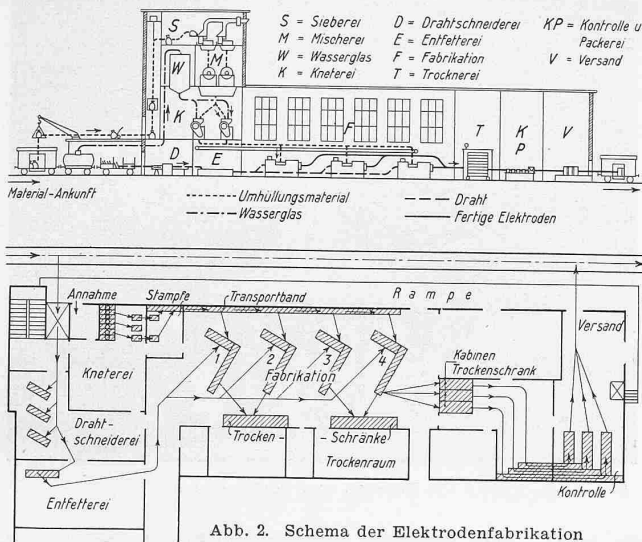 S = Sieberei D = Drahtschneiderei KP = Kontrolle u
M = Mischerei E = Entfetterei Packerei
W = Wasserglas F = Fabrikation V = Versand
K = Kneterei T = Trocknerei
S
M
W
K
F
T
K
P
V
D
E
Material-Ankunft
Umhüllungsmaterial
Draht
Wasserglas
Fertige Elektroden
Rampe
Annahme
Stampfe
Transportband
Versand
Kneterei
1
2
3
4
Fabrikation
Kabinen
Trockenschrank
Draht-
schneiderei
Trocken-
-Schränke
Trockenraum
Entfetterei
Kontrolle
Abb. 2. Schema der Elektrodenfabrikation